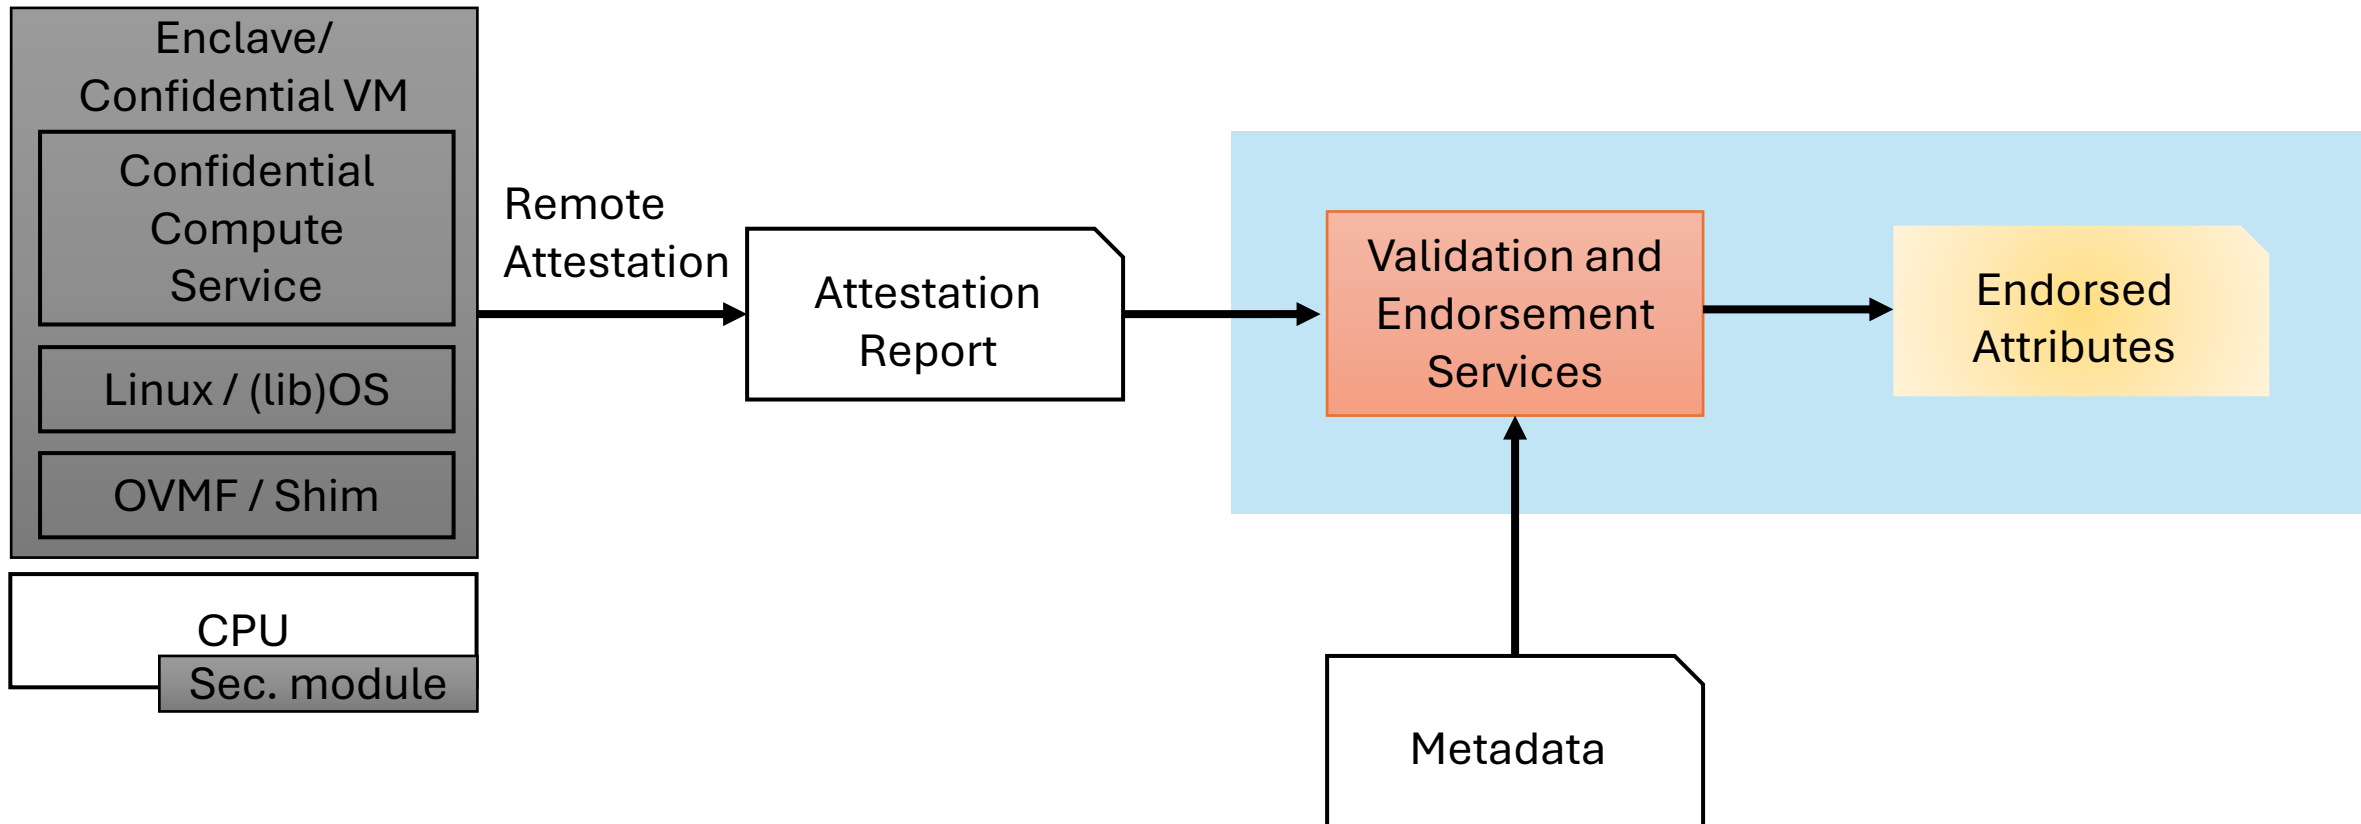 Enclave/
Confidential VM
Confidential
Compute
Service
Linux / (lib)OS
OVMF / Shim
CPU
Sec. module
Remote
Attestation
Attestation
Report
Validation and
Endorsement
Services
Endorsed
Attributes
Metadata